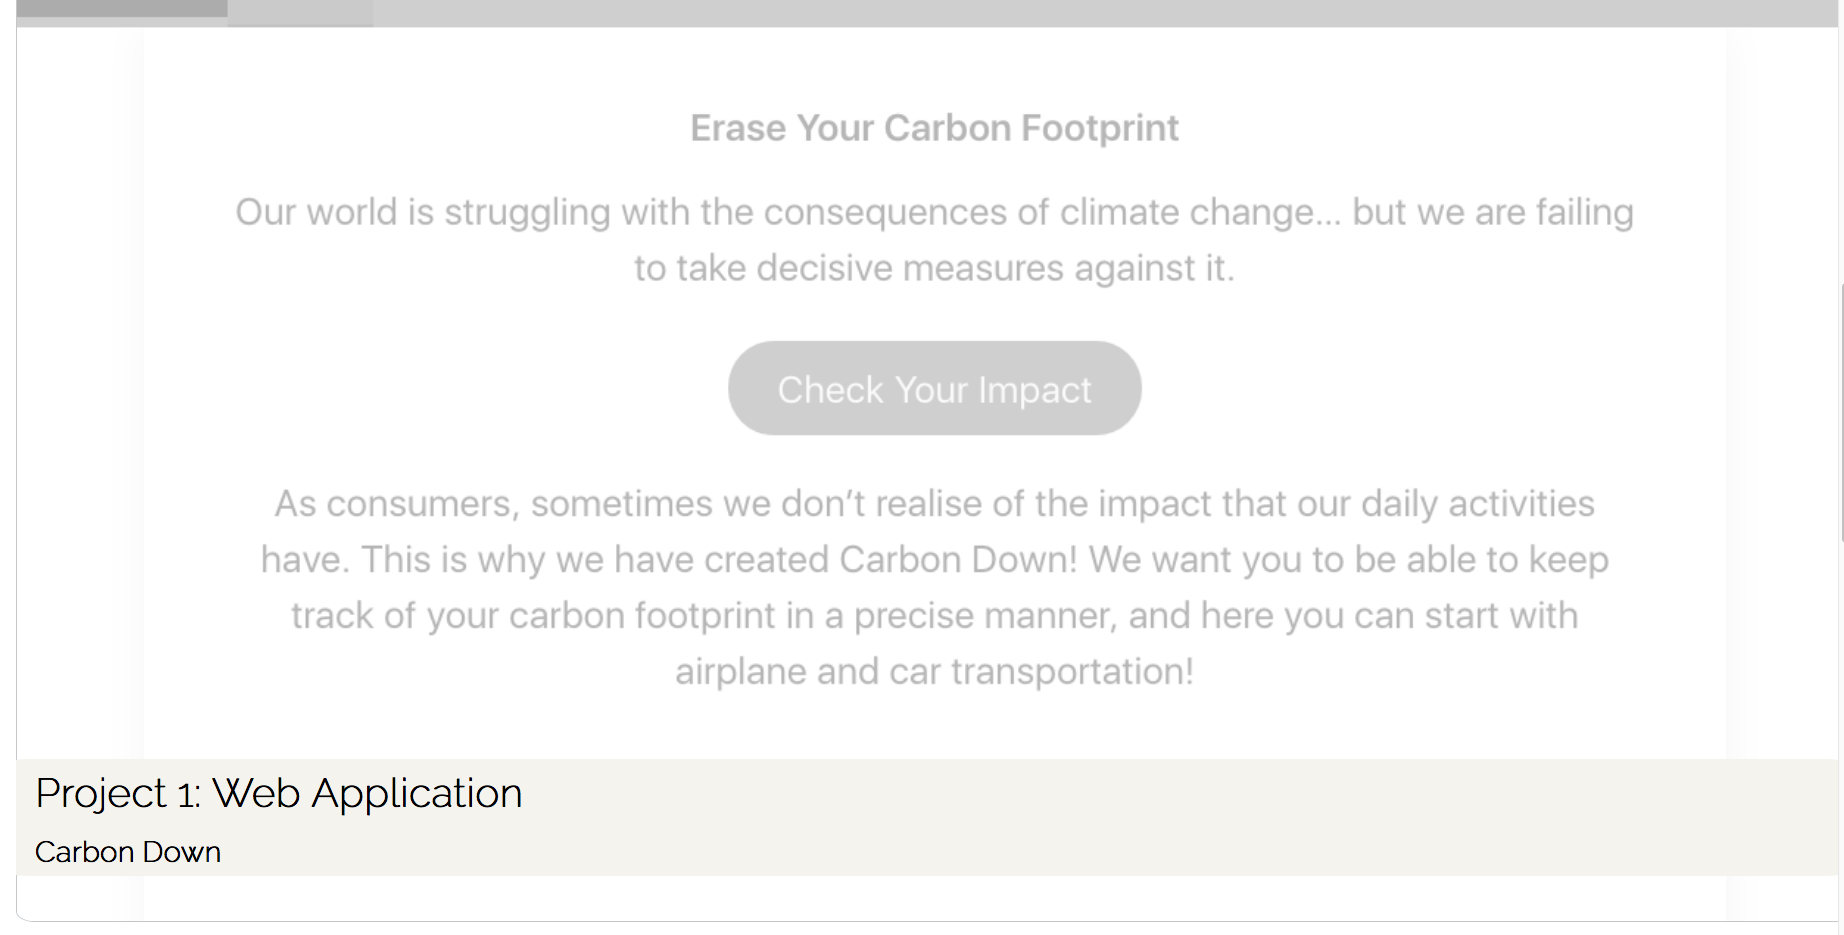 Erase Your Carbon Footprint
Our world is struggling with the consequences of climate change... but we are failing
to take decisive measures against it.
Check Your Impact
As consumers, sometimes we don’t realise of the impact that our daily activities
have. This is why we have created Carbon Down! We want you to be able to keep
track of your carbon footprint in a precise manner, and here you can start with
airplane and car transportation!
Project 1: Web Application
Carbon Down